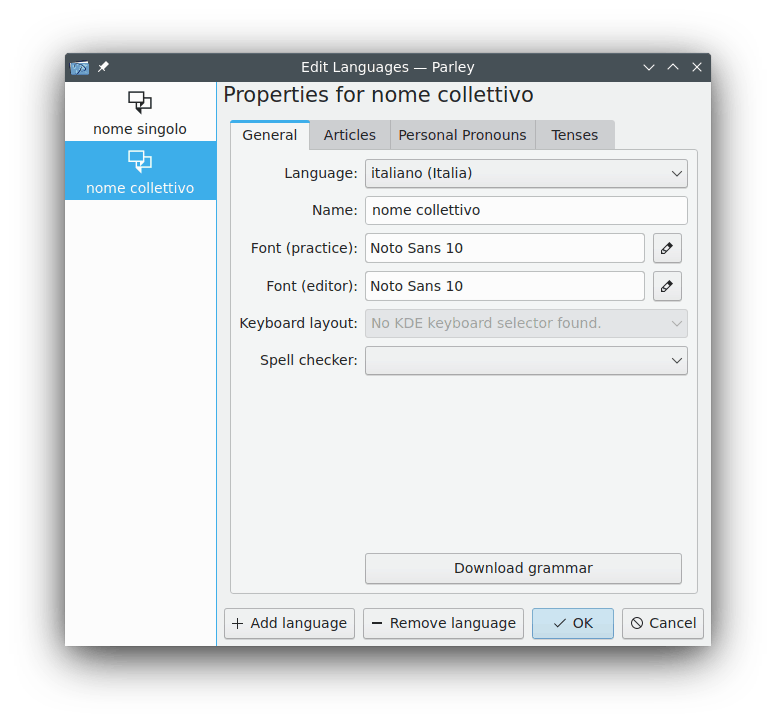 Edit Languages — Parley
nome singolo
nome collettivo
Properties for nome collettivo
General Articles Personal Pronouns Tenses
Language: italiano (Italia)
Name: nome collettivo
Font (practice): Noto Sans 10
Font (editor): Noto Sans 10
Keyboard layout: No KDE keyboard selector found.
Spell checker:
Download grammar
Add language Remove language OK Cancel